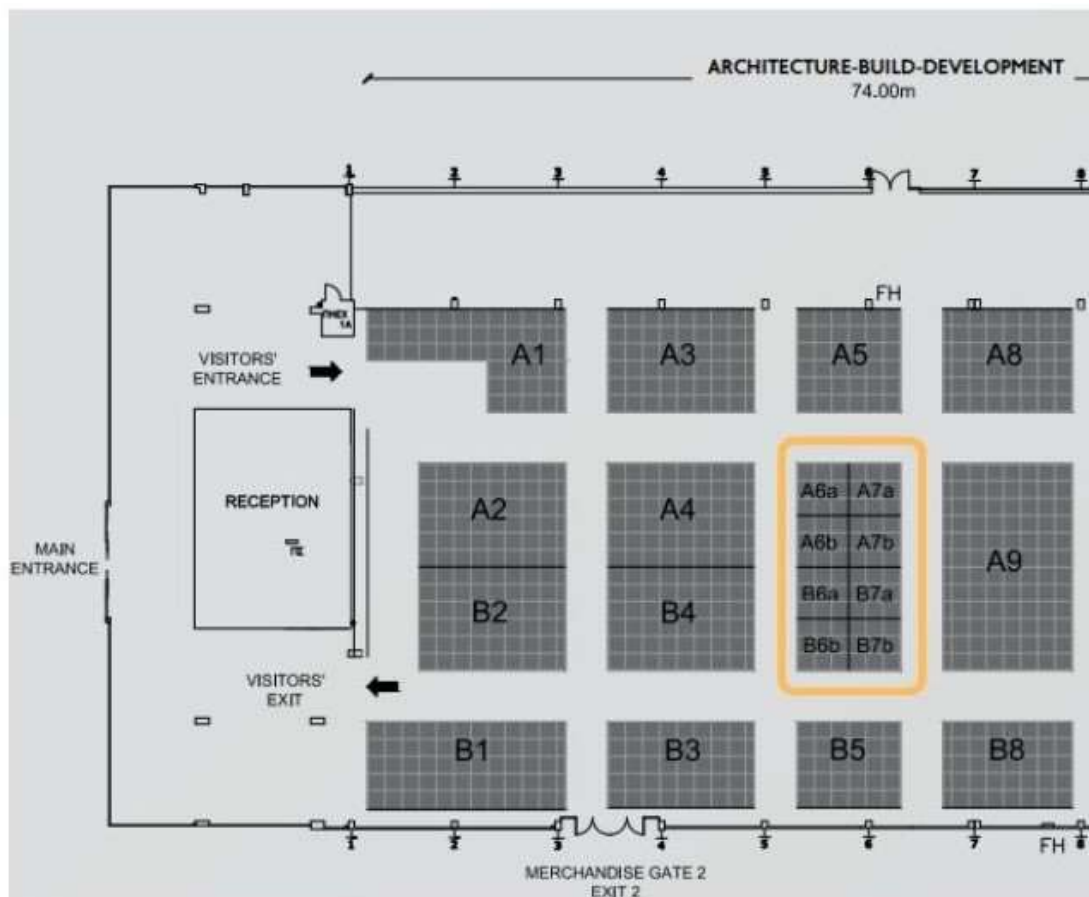 ARCHITECTURE-BUILD-DEVELOPMENT
74.00m
1 2 3 4 5 6 7 8
FH
1A
VISITORS'
ENTRANCE
A1 A3 A5 A8
RECEPTION
MAIN
ENTRANCE
A2 A4 A6a A7a A9
A6b A7b
B2 B4 B6a B7a
B6b B7b
VISITORS'
EXIT
B1 B3 B5 B8
1 2 3 4 5 6 7 8
FH
MERCHANDISE GATE 2
EXIT 2